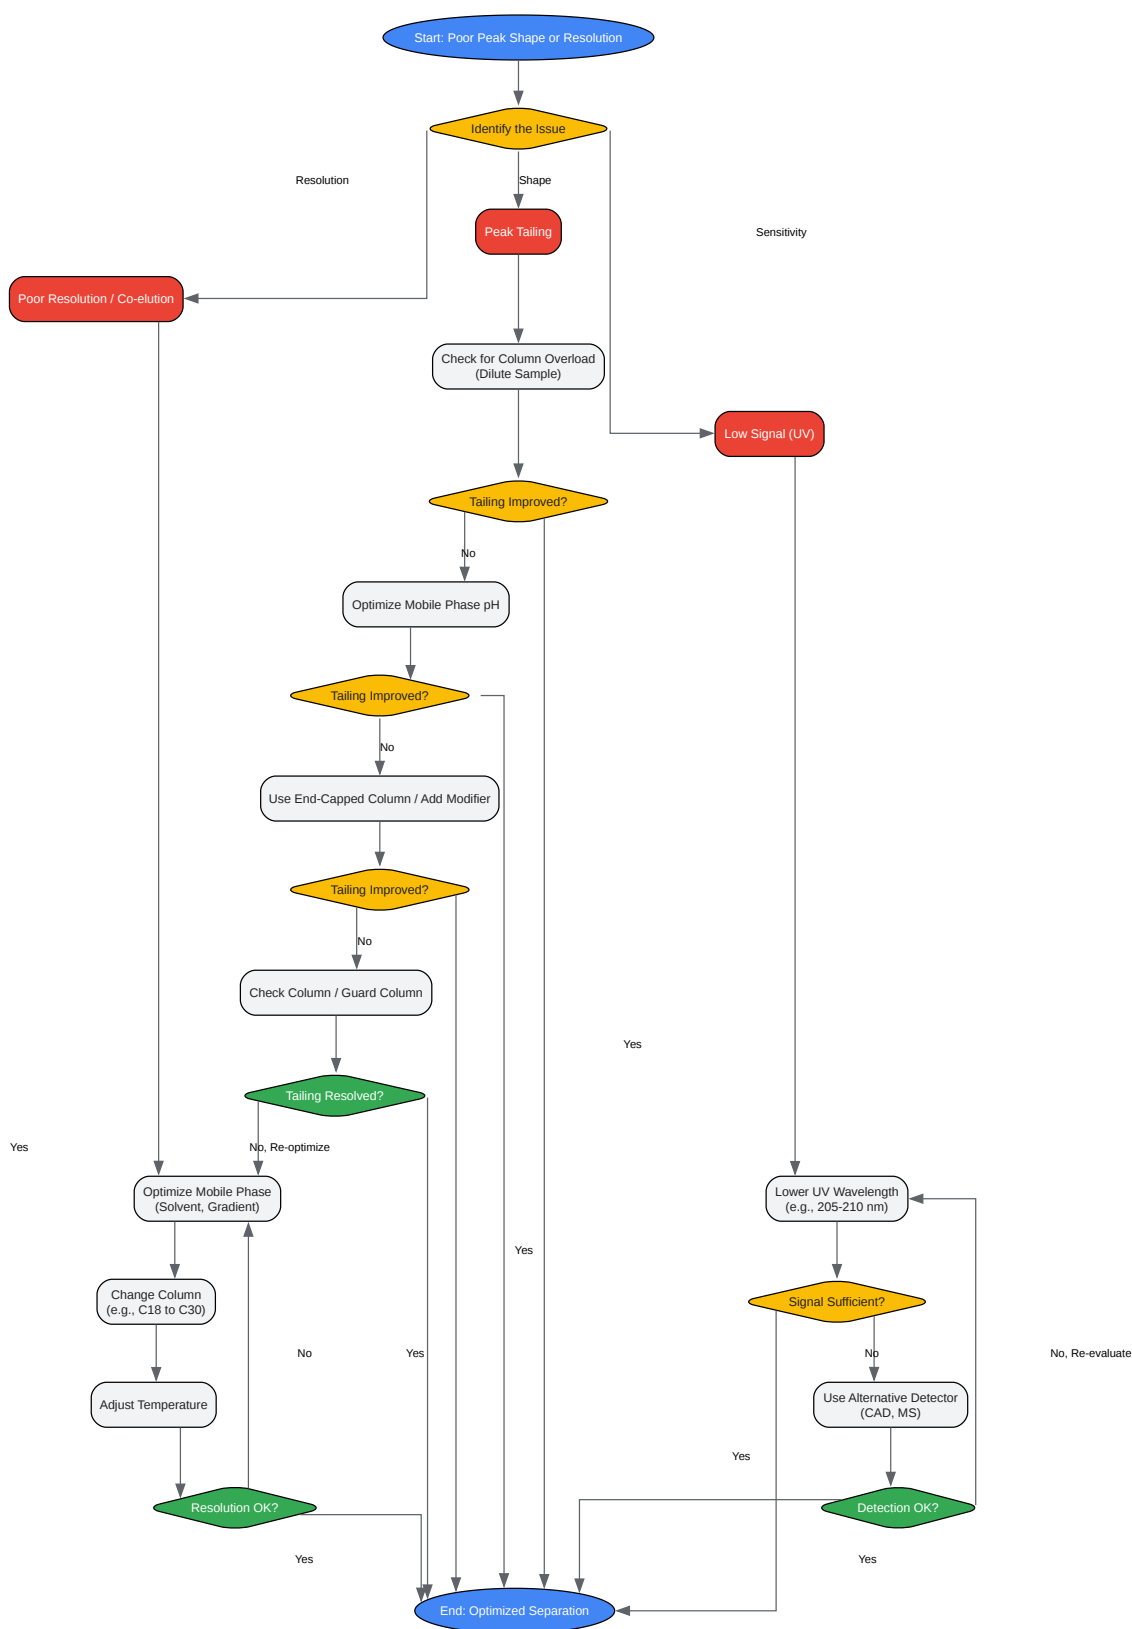 Start: Poor Peak Shape or Resolution
Identify the Issue
Resolution
Shape
Sensitivity
Peak Tailing
Poor Resolution / Co-elution
Check for Column Overload
(Dilute Sample)
Low Signal (UV)
Tailing Improved?
No
Optimize Mobile Phase pH
Tailing Improved?
No
Use End-Capped Column / Add Modifier
Tailing Improved?
No
Check Column / Guard Column
Yes
Tailing Resolved?
Yes
No, Re-optimize
Optimize Mobile Phase
(Solvent, Gradient)
Lower UV Wavelength
(e.g., 205-210 nm)
Yes
Change Column
(e.g., C18 to C30)
Signal Sufficient?
No
Yes
No
No, Re-evaluate
Adjust Temperature
Use Alternative Detector
(CAD, MS)
Yes
Resolution OK?
Detection OK?
Yes
Yes
End: Optimized Separation